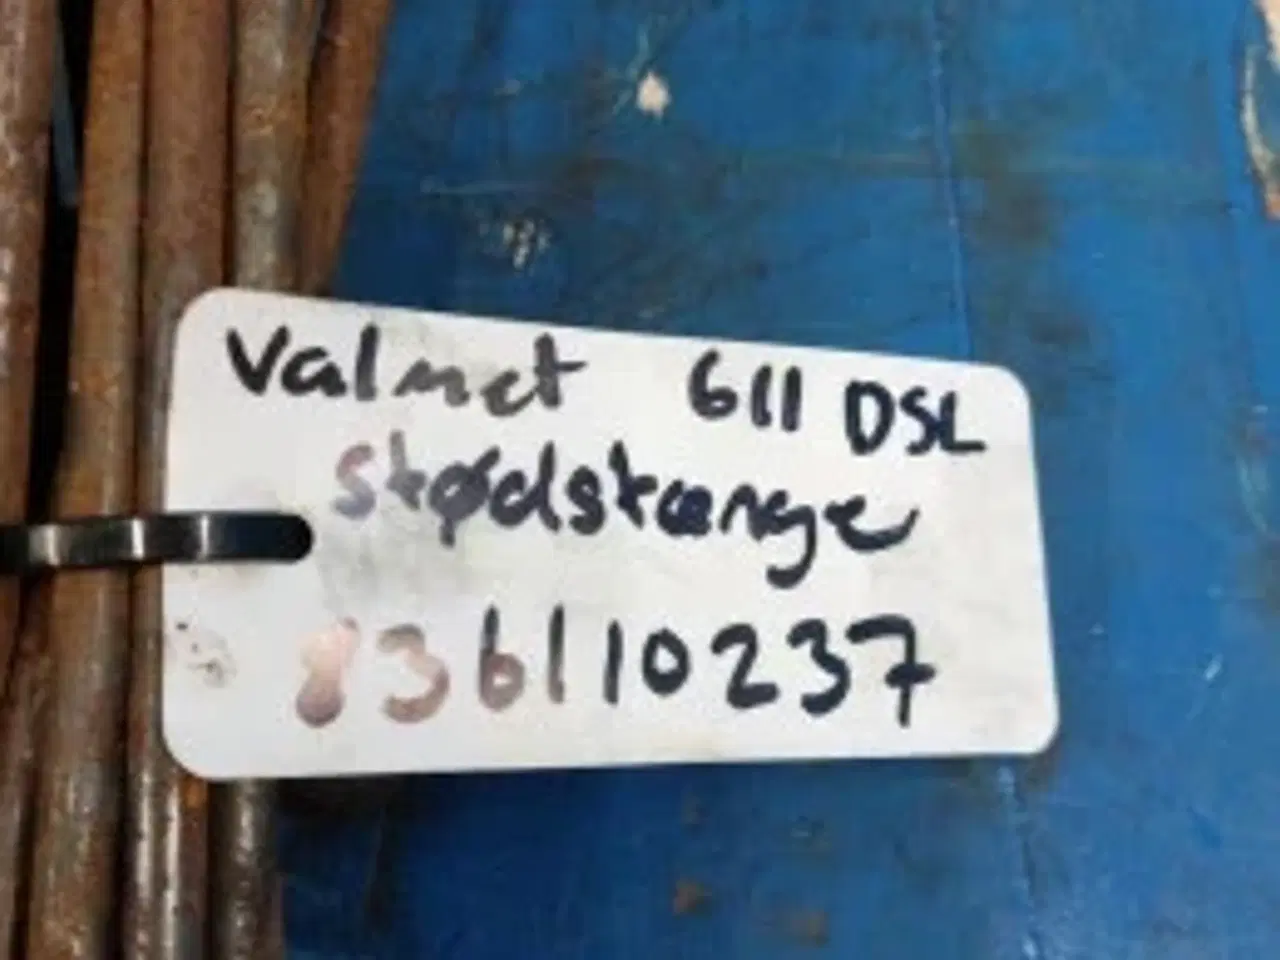 Valmet 611 DSL
stødstænge
836110237